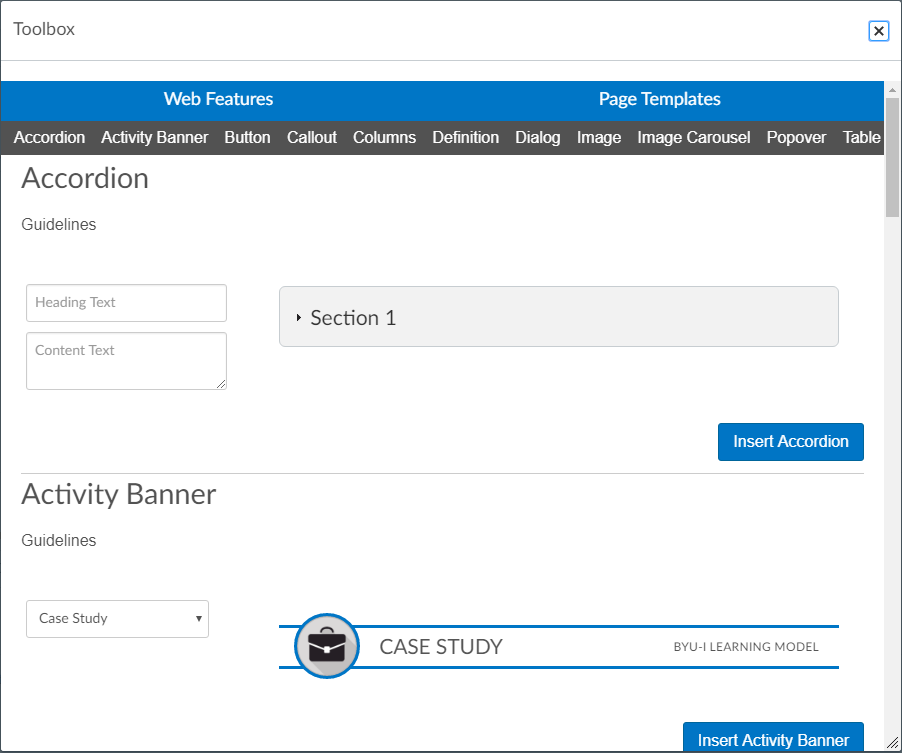 Toolbox
Web Features Page Templates
Accordion Activity Banner Button Callout Columns Definition Dialog Image Image Carousel Popover Table
Accordion
Guidelines
Heading Text
Section 1
Content Text
Insert Accordion
Activity Banner
Guidelines
Case Study
CASE STUDY BYU-I LEARNING MODEL
Insert Activity Banner